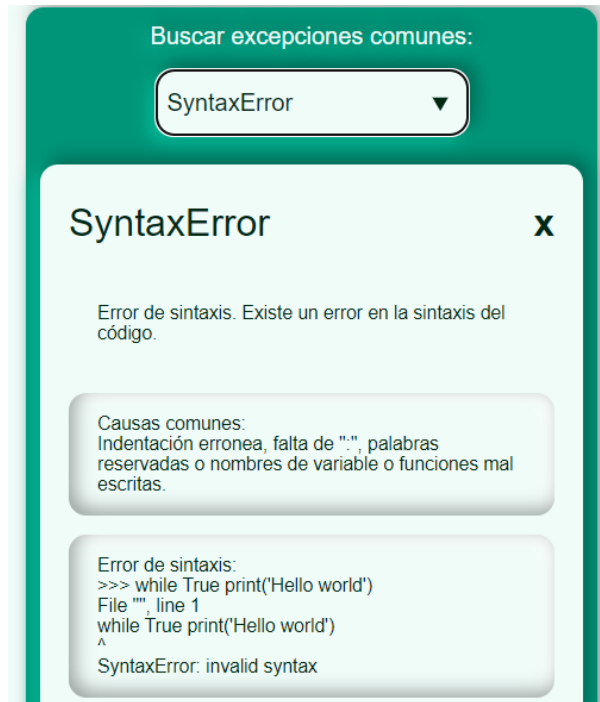 Buscar excepciones comunes:
SyntaxError ▼
SyntaxError
x
Error de sintaxis. Existe un error en la sintaxis del
código.
Causas comunes:
Indentación erronea, falta de ":", palabras
reservadas o nombres de variable o funciones mal
escritas.
Error de sintaxis:
>>> while True print('Hello world')
File "", line 1
while True print('Hello world')
^
SyntaxError: invalid syntax